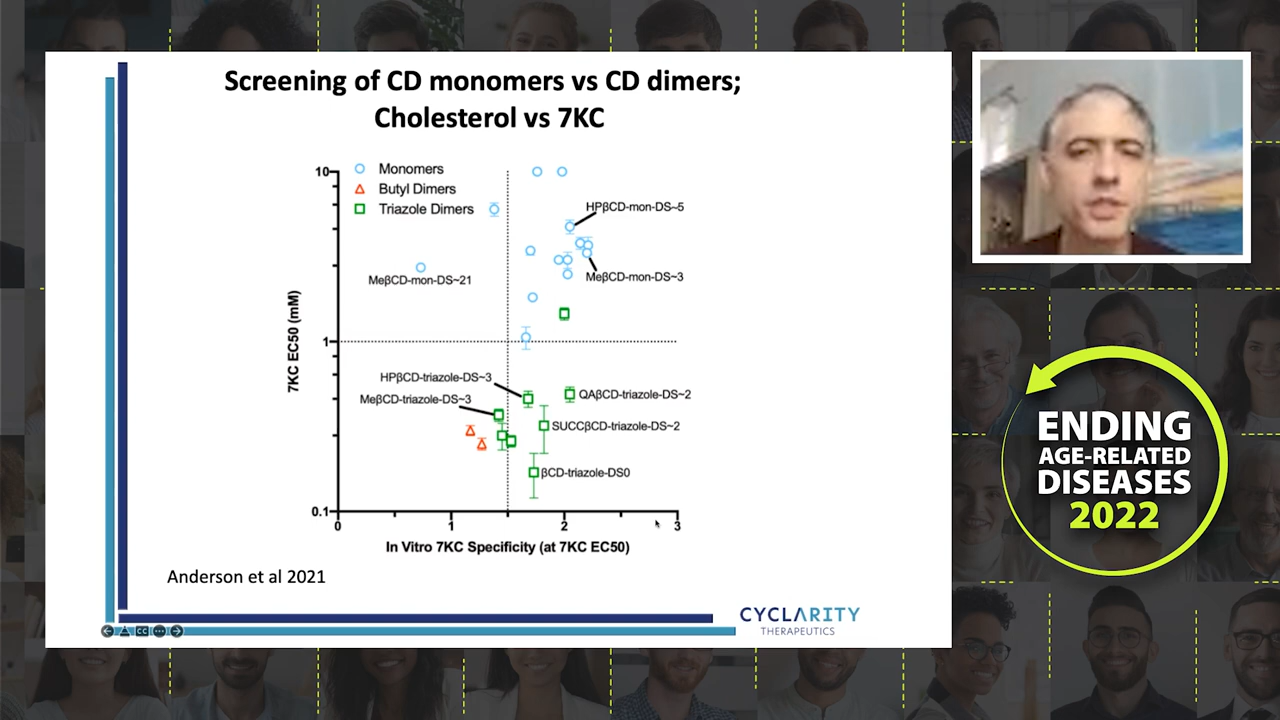 Screening of CD monomers vs CD dimers;
Cholesterol vs 7KC
Monomers
Butyl Dimers
Triazole Dimers
10
1
0.1
7KC EC50 (mM)
HPβCD-mon-DS~5
MeβCD-mon-DS~21
MeβCD-mon-DS~3
HPβCD-triazole-DS~3
MeβCD-triazole-DS~3
QAβCD-triazole-DS~2
SUCCβCD-triazole-DS~2
βCD-triazole-DS0
0 1 2 3
In Vitro 7KC Specificity (at 7KC EC50)
Anderson et al 2021
CYCLARITY
THERAPEUTICS
CC
ENDING
AGE-RELATED
DISEASES
2022